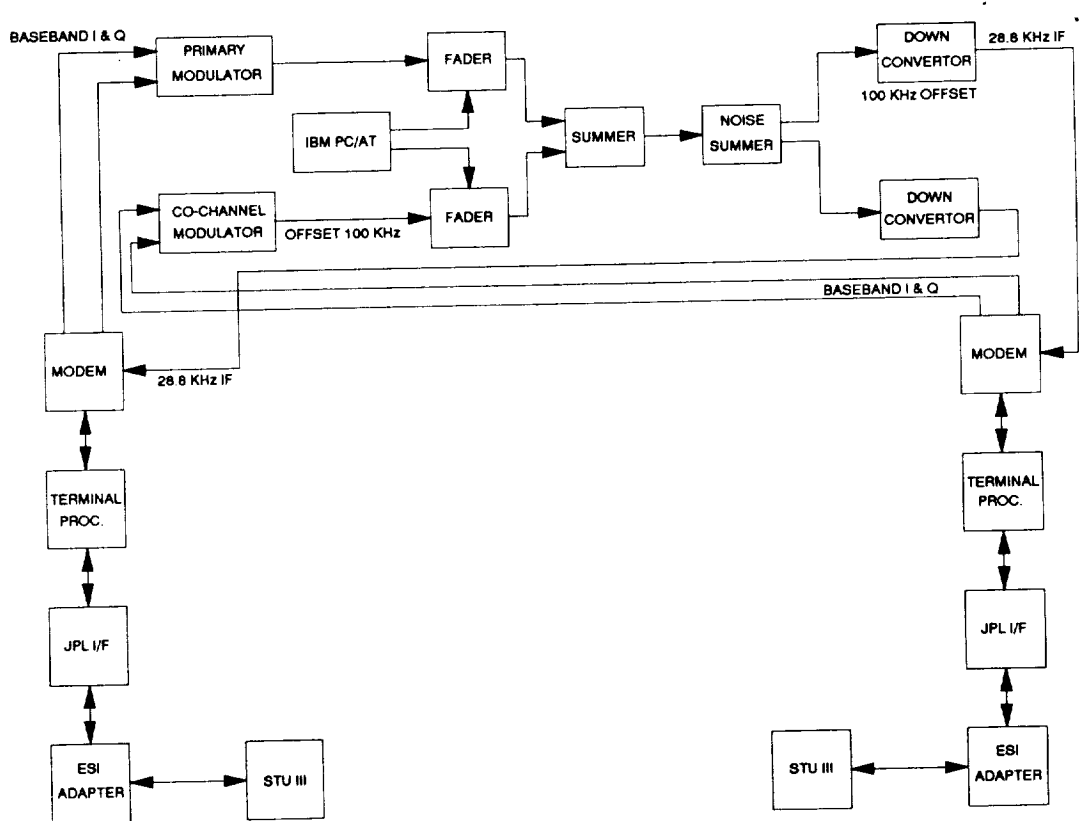 BASEBAND I & Q
PRIMARY
MODULATOR
FADER
DOWN
CONVERTOR
28.8 KHz IF
100 KHz OFFSET
IBM PC/AT
SUMMER
NOISE
SUMMER
CO-CHANNEL
MODULATOR
OFFSET 100 KHz
FADER
DOWN
CONVERTOR
BASEBAND I & Q
MODEM
28.8 KHz IF
MODEM
TERMINAL
PROC.
TERMINAL
PROC.
JPL I/F
JPL I/F
ESI
ADAPTER
STU III
STU III
ESI
ADAPTER